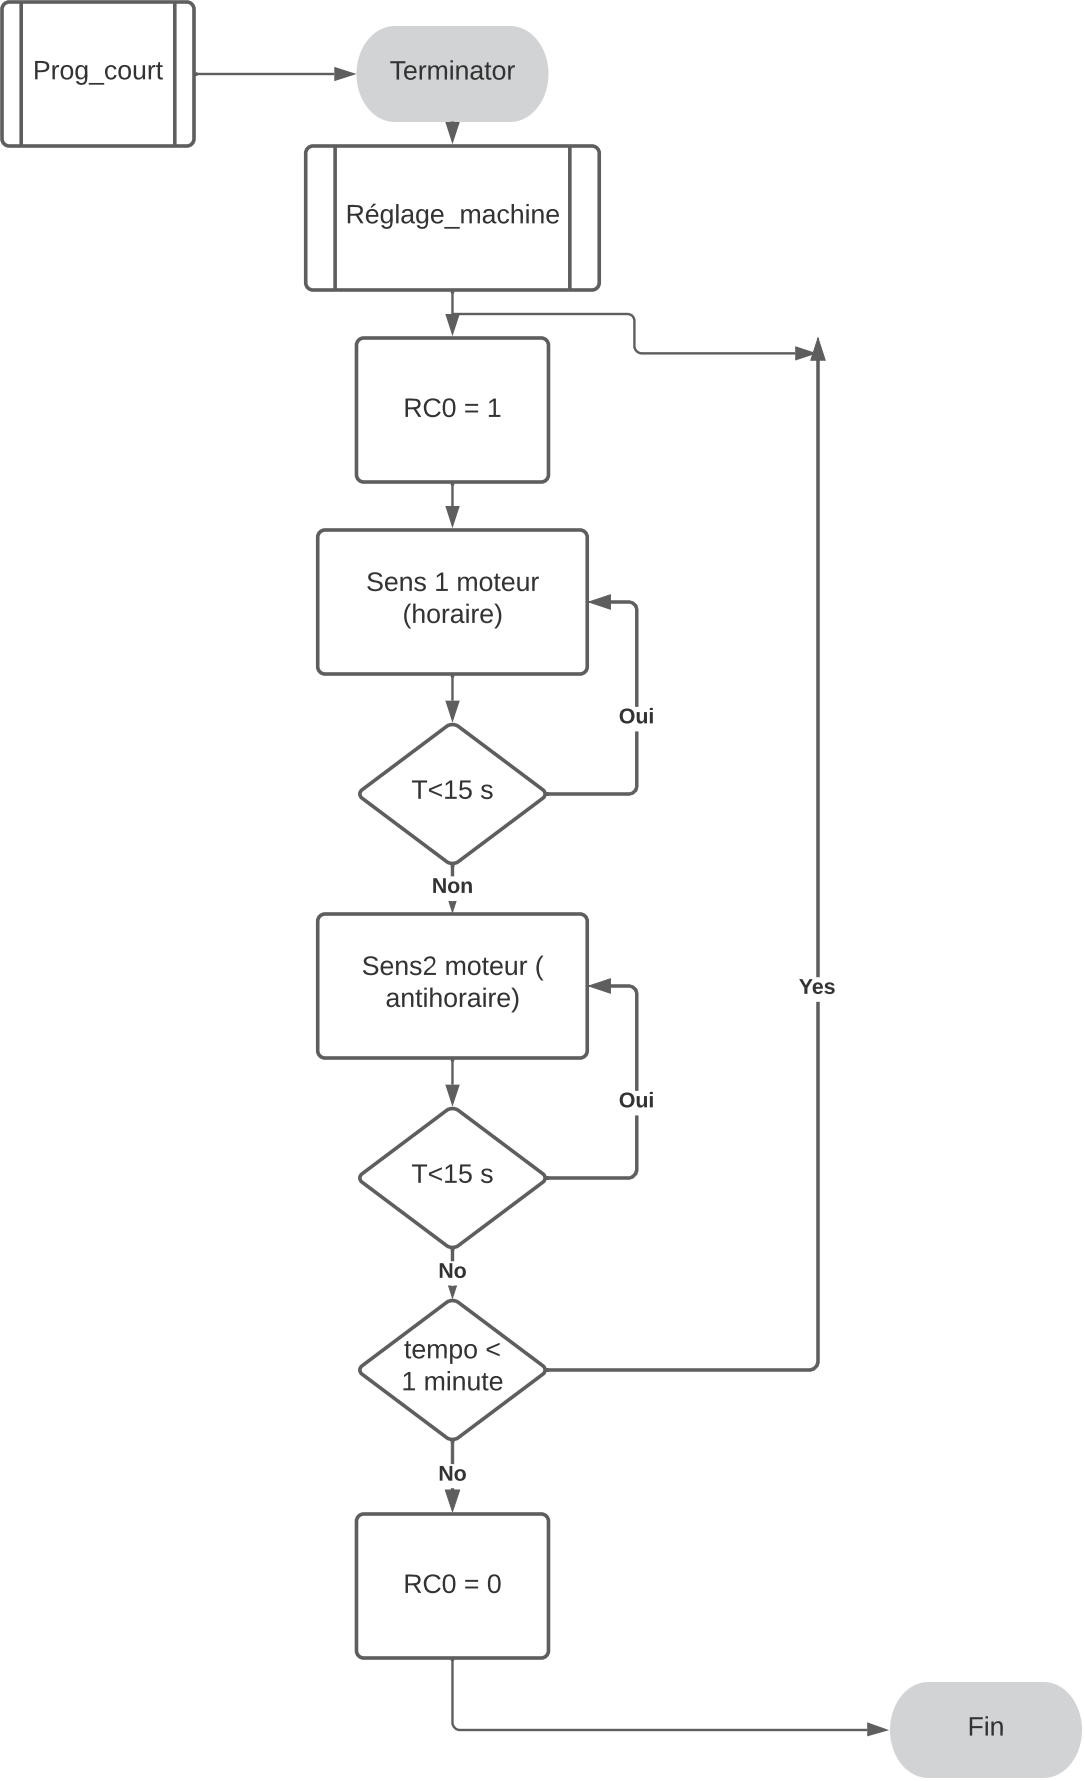 Prog_court
Terminator
Réglage_machine
RC0 = 1
Sens 1 moteur
(horaire)
Oui
T<15 s
Non
Sens2 moteur (
antihoraire)
Yes
Oui
T<15 s
No
tempo <
1 minute
No
RC0 = 0
Fin